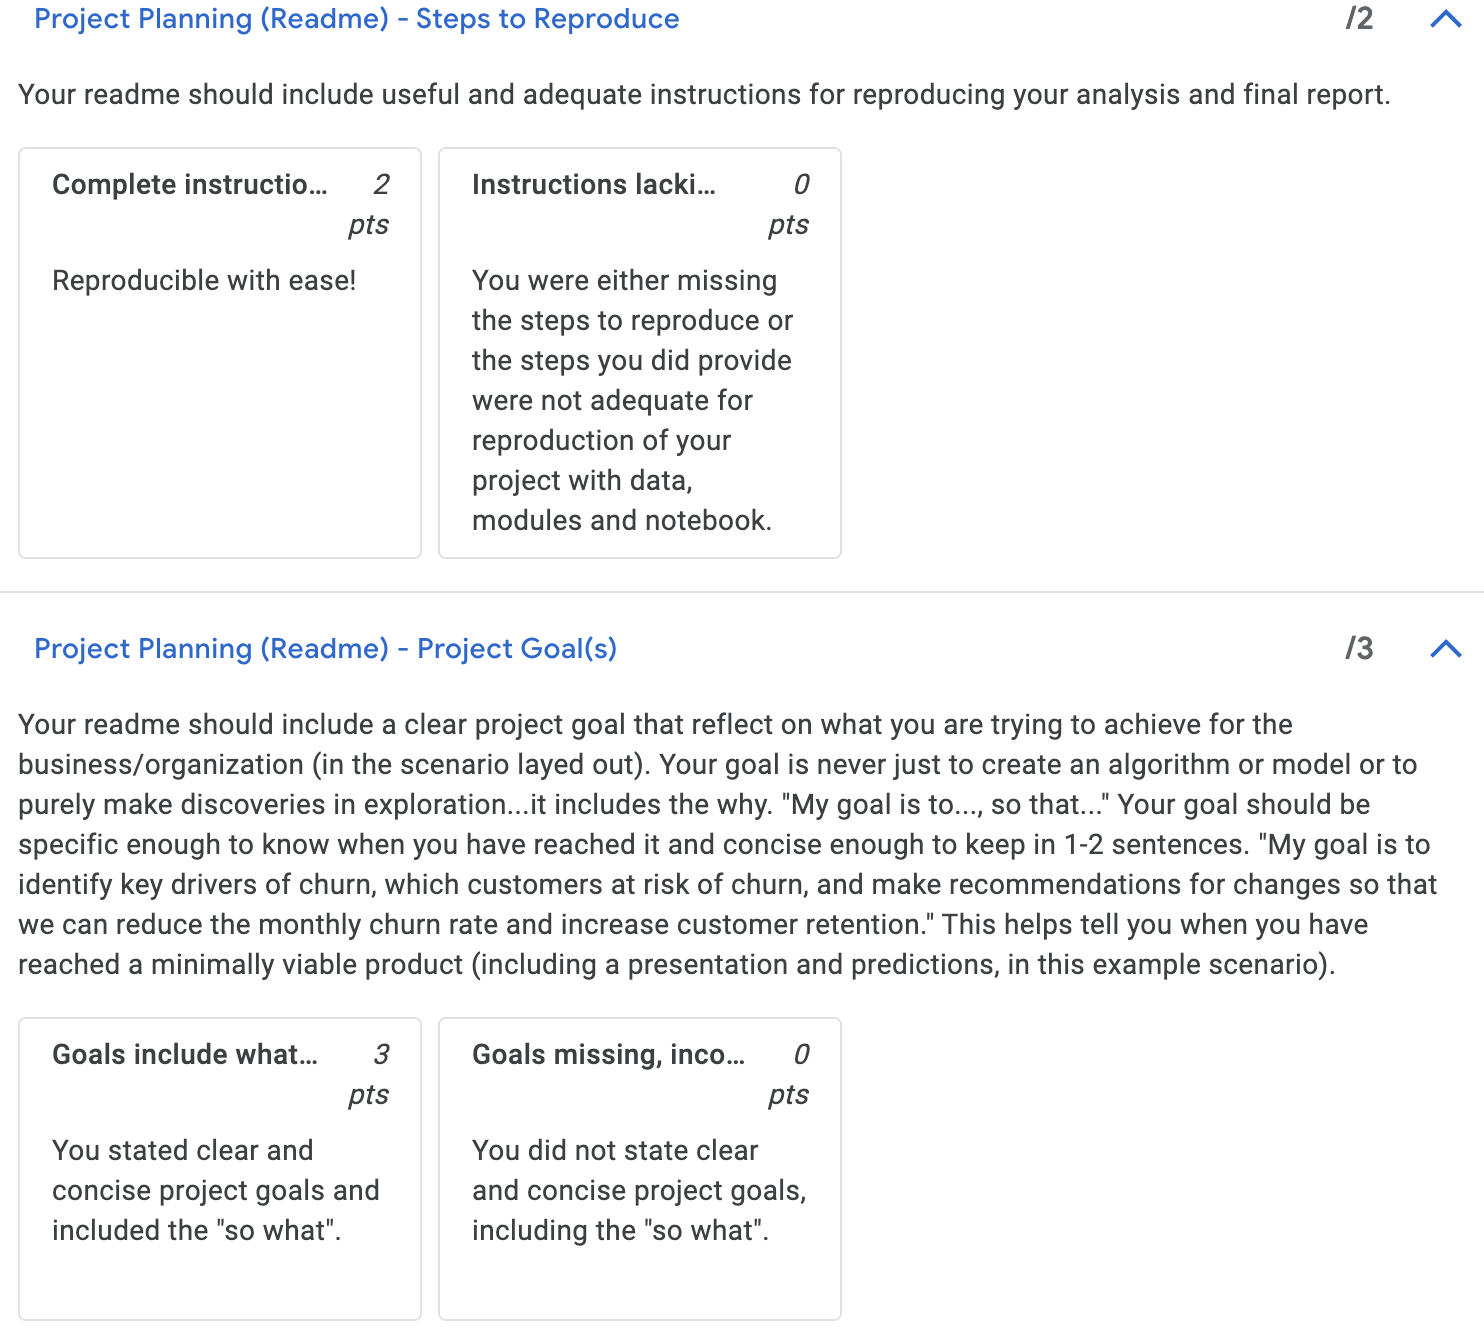 Project Planning (Readme) - Steps to Reproduce /2
Your readme should include useful and adequate instructions for reproducing your analysis and final report.
Complete instructio... 2
pts
Reproducible with ease!
Instructions lacki... 0
pts
You were either missing
the steps to reproduce or
the steps you did provide
were not adequate for
reproduction of your
project with data,
modules and notebook.
Project Planning (Readme) - Project Goal(s) /3
Your readme should include a clear project goal that reflect on what you are trying to achieve for the
business/organization (in the scenario layed out). Your goal is never just to create an algorithm or model or to
purely make discoveries in exploration...it includes the why. "My goal is to..., so that..." Your goal should be
specific enough to know when you have reached it and concise enough to keep in 1-2 sentences. "My goal is to
identify key drivers of churn, which customers at risk of churn, and make recommendations for changes so that
we can reduce the monthly churn rate and increase customer retention." This helps tell you when you have
reached a minimally viable product (including a presentation and predictions, in this example scenario).
Goals include what... 3
pts
You stated clear and
concise project goals and
included the "so what".
Goals missing, inco... 0
pts
You did not state clear
and concise project goals,
including the "so what".